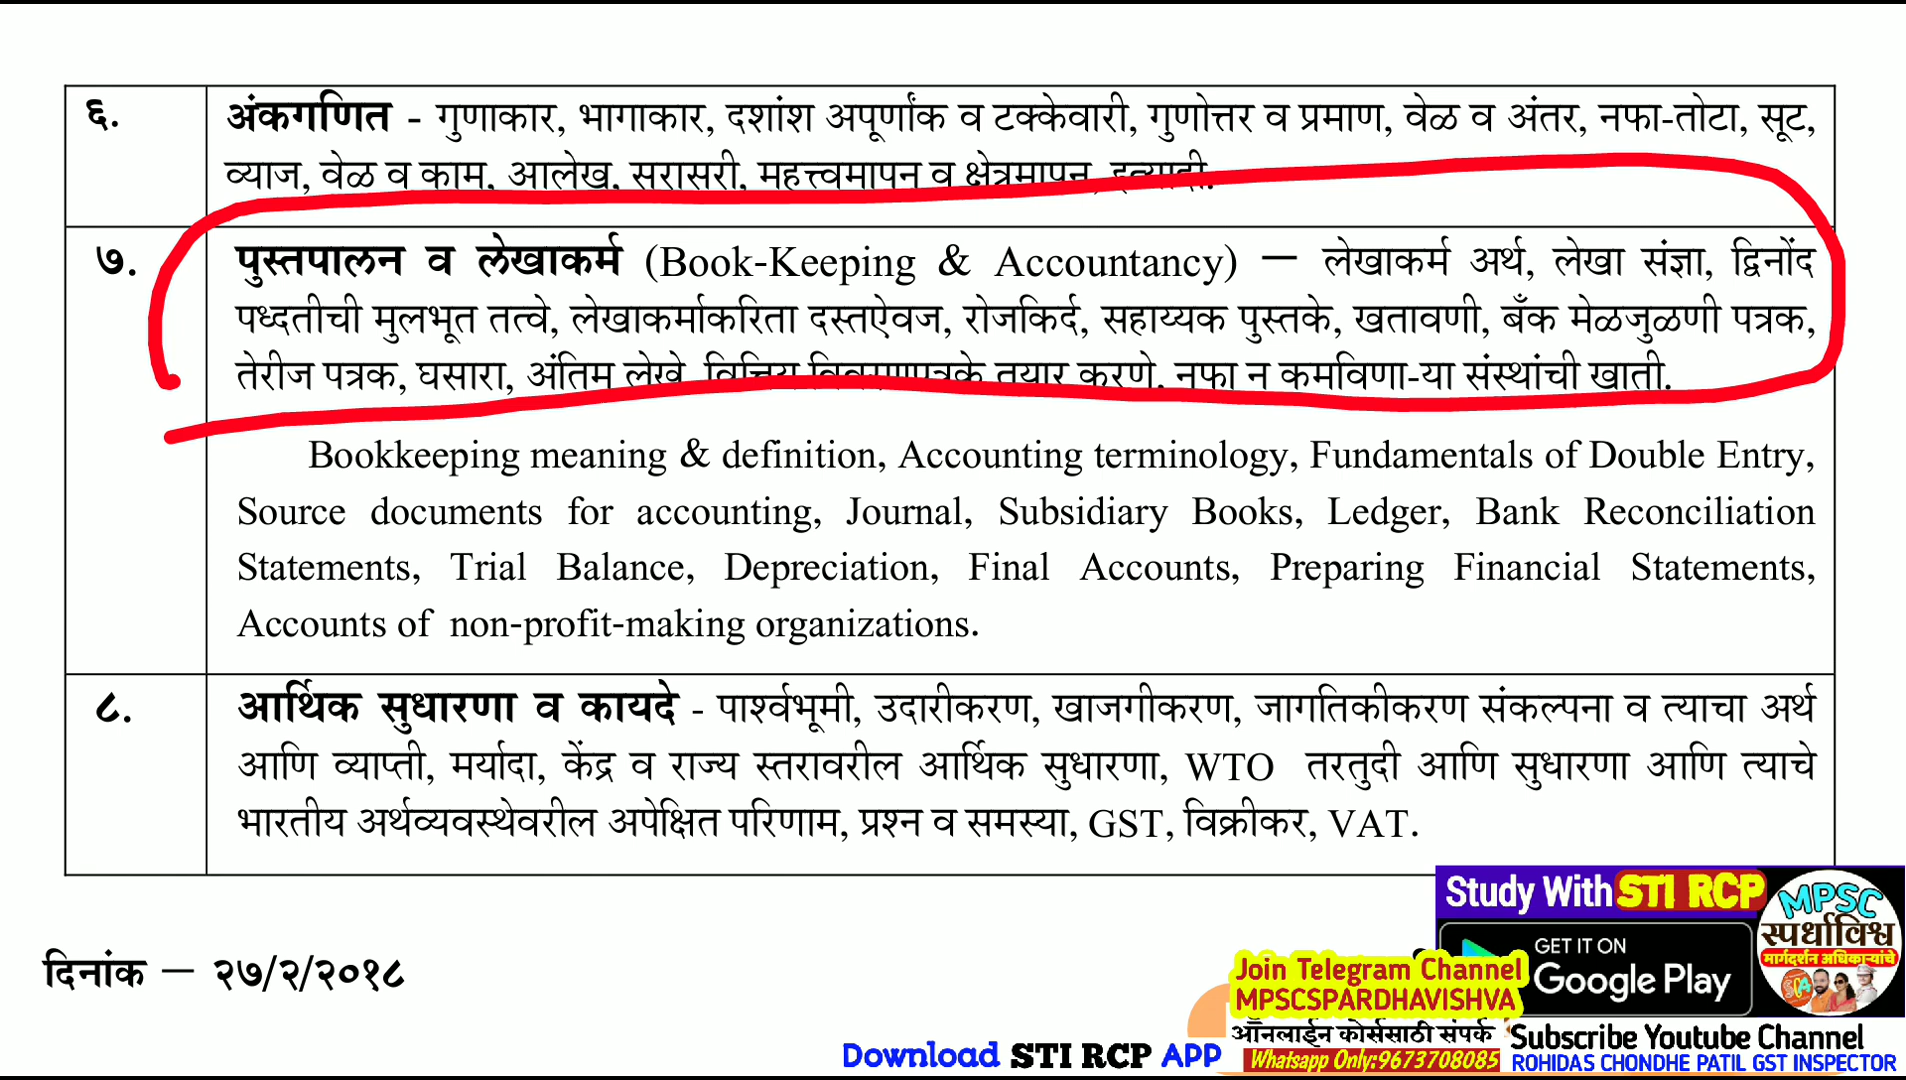 ६. अंकगणित - गुणाकार, भागाकार, दशांश अपूर्णांक व टक्केवारी, गुणोत्तर व प्रमाण, वेळ व अंतर, नफा-तोटा, सूट,
व्याज, वेळ व काम, आलेख, सरासरी, महत्त्वमापन व क्षेत्रमापन, इत्यादी.
७. पुस्तपालन व लेखाकर्म (Book-Keeping & Accountancy) — लेखाकर्म अर्थ, लेखा संज्ञा, द्विनोंद
पध्दतीची मुलभूत तत्वे, लेखाकर्माकरिता दस्तऐवज, रोजकिर्द, सहाय्यक पुस्तके, खतावणी, बँक मेळजुळणी पत्रक,
तेरीज पत्रक, घसारा, अंतिम लेखे, वित्तिय विवरणपत्रके तयार करणे, नफा न कमविणा-या संस्थांची खाती.
Bookkeeping meaning & definition, Accounting terminology, Fundamentals of Double Entry,
Source documents for accounting, Journal, Subsidiary Books, Ledger, Bank Reconciliation
Statements, Trial Balance, Depreciation, Final Accounts, Preparing Financial Statements,
Accounts of non-profit-making organizations.
८. आर्थिक सुधारणा व कायदे - पार्श्वभूमी, उदारीकरण, खाजगीकरण, जागतिकीकरण संकल्पना व त्याचा अर्थ
आणि व्याप्ती, मर्यादा, केंद्र व राज्य स्तरावरील आर्थिक सुधारणा, WTO तरतुदी आणि सुधारणा आणि त्याचे
भारतीय अर्थव्यवस्थेवरील अपेक्षित परिणाम, प्रश्न व समस्या, GST, विक्रीकर, VAT.
दिनांक — २७/२/२०१८
Study With STI RCP
GET IT ON
Google Play
MPSC
स्पर्धाविश्व
मार्गदर्शन अधिकाऱ्यांचे
Join Telegram Channel
MPSCSPARDHAVISHVA
ऑनलाईन कोर्ससाठी संपर्क
Whatsapp Only:9673708085
Download STI RCP APP
Subscribe Youtube Channel
ROHIDAS CHONDHE PATIL GST INSPECTOR